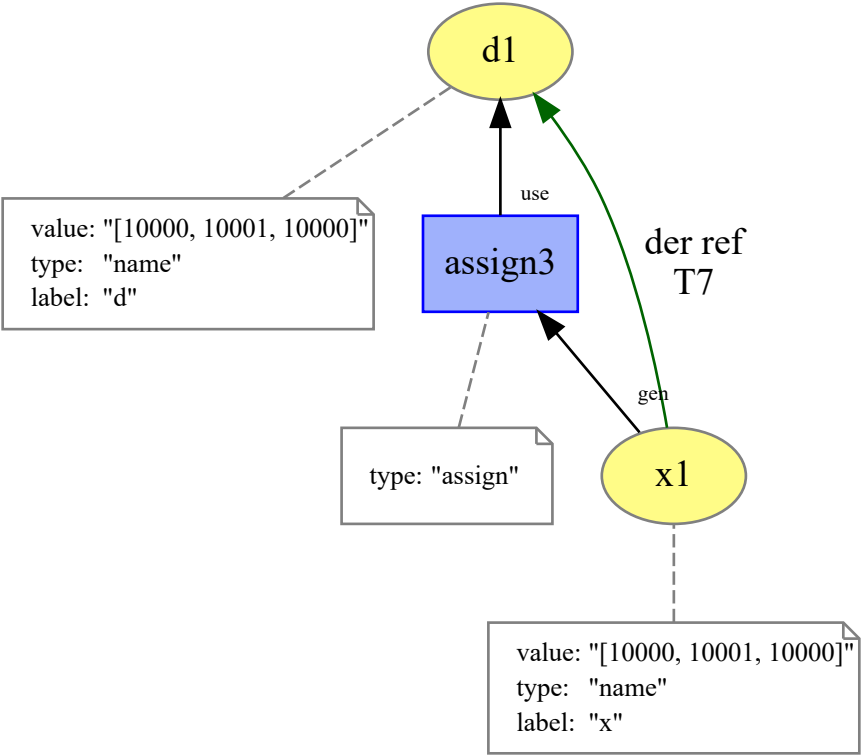 d1
use
value: "[10000, 10001, 10000]"
type: "name"
label: "d"
der ref
T7
assign3
gen
type: "assign"
x1
value: "[10000, 10001, 10000]"
type: "name"
label: "x"